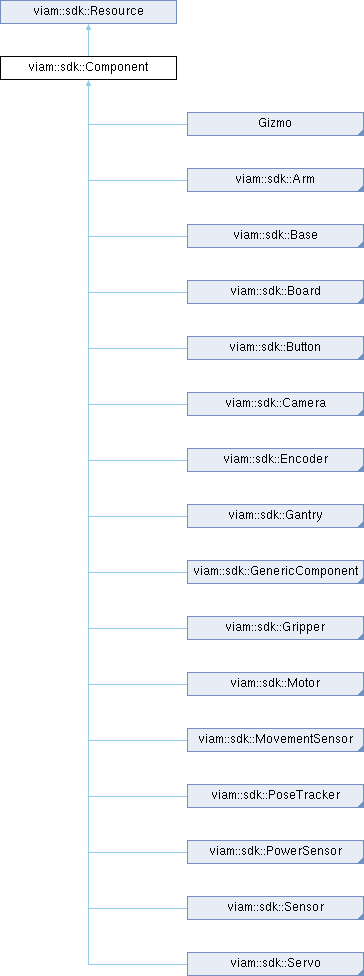 viam::sdk::Resource
viam::sdk::Component
Gizmo
viam::sdk::Arm
viam::sdk::Base
viam::sdk::Board
viam::sdk::Button
viam::sdk::Camera
viam::sdk::Encoder
viam::sdk::Gantry
viam::sdk::GenericComponent
viam::sdk::Gripper
viam::sdk::Motor
viam::sdk::MovementSensor
viam::sdk::PoseTracker
viam::sdk::PowerSensor
viam::sdk::Sensor
viam::sdk::Servo